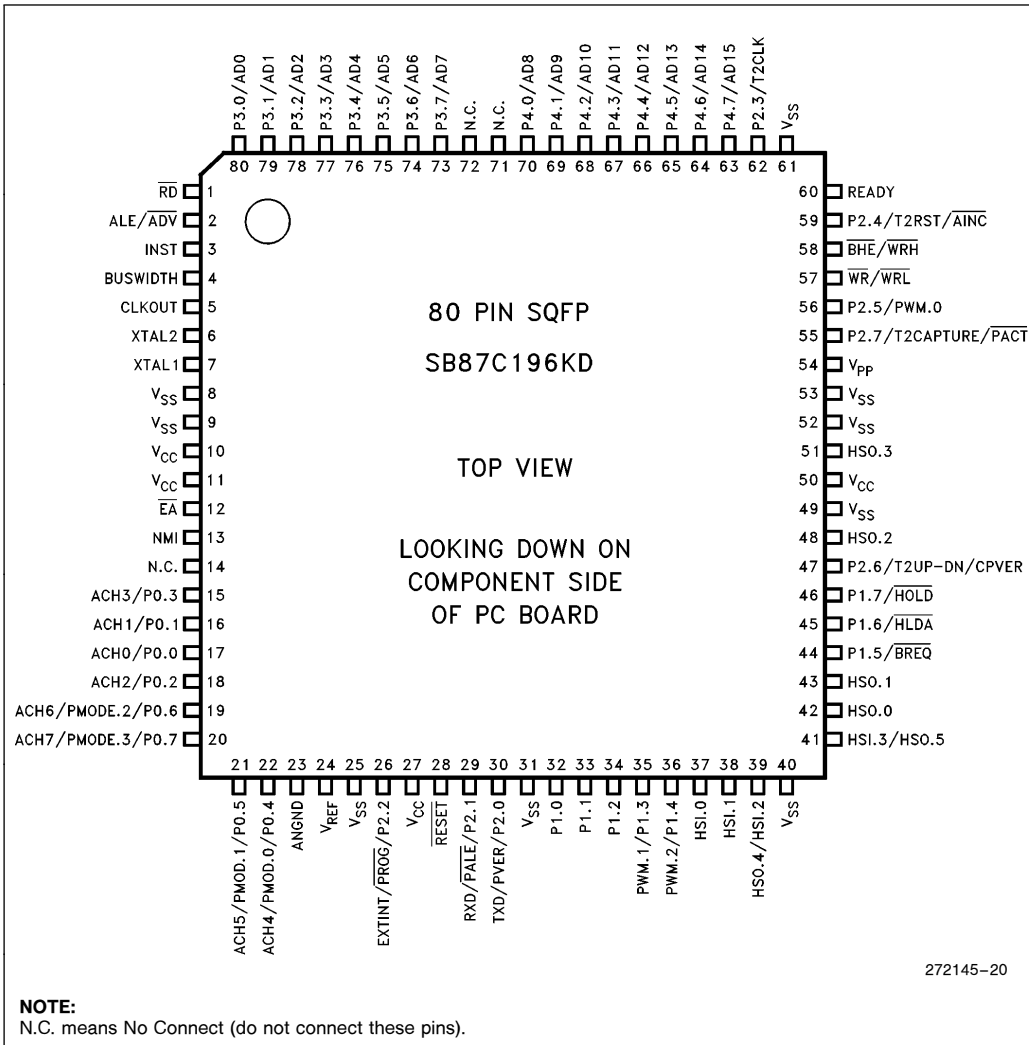 P3.0/AD0
P3.1/AD1
P3.2/AD2
P3.3/AD3
P3.4/AD4
P3.5/AD5
P3.6/AD6
P3.7/AD7
N.C.
N.C.
P4.0/AD8
P4.1/AD9
P4.2/AD10
P4.3/AD11
P4.4/AD12
P4.5/AD13
P4.6/AD14
P4.7/AD15
P2.3/T2CLK
VSS
80 79 78 77 76 75 74 73 72 71 70 69 68 67 66 65 64 63 62 61
RD 1
ALE/ADV 2
INST 3
BUSWIDTH 4
CLKOUT 5
XTAL2 6
XTAL1 7
VSS 8
VSS 9
VCC 10
VCC 11
EA 12
NMI 13
N.C. 14
ACH3/P0.3 15
ACH1/P0.1 16
ACH0/P0.0 17
ACH2/P0.2 18
ACH6/PMODE.2/P0.6 19
ACH7/PMODE.3/P0.7 20
80 PIN SQFP
SB87C196KD
TOP VIEW
LOOKING DOWN ON
COMPONENT SIDE
OF PC BOARD
60 READY
59 P2.4/T2RST/AINC
58 BHE/WRH
57 WR/WRL
56 P2.5/PWM.0
55 P2.7/T2CAPTURE/PACT
54 VPP
53 VSS
52 VSS
51 HSO.3
50 VCC
49 VSS
48 HSO.2
47 P2.6/T2UP-DN/CPVER
46 P1.7/HOLD
45 P1.6/HLDA
44 P1.5/BREQ
43 HSO.1
42 HSO.0
41 HSI.3/HSO.5
21 22 23 24 25 26 27 28 29 30 31 32 33 34 35 36 37 38 39 40
ACH5/PMOD.1/P0.5
ACH4/PMOD.0/P0.4
ANGND
VREF
VSS
EXTINT/PROG/P2.2
VCC
RESET
RXD/PALE/P2.1
TXD/PVER/P2.0
VSS
P1.0
P1.1
P1.2
PWM.1/P1.3
PWM.2/P1.4
HSI.0
HSI.1
HSO.4/HSI.2
VSS
272145–20
NOTE:
N.C. means No Connect (do not connect these pins).